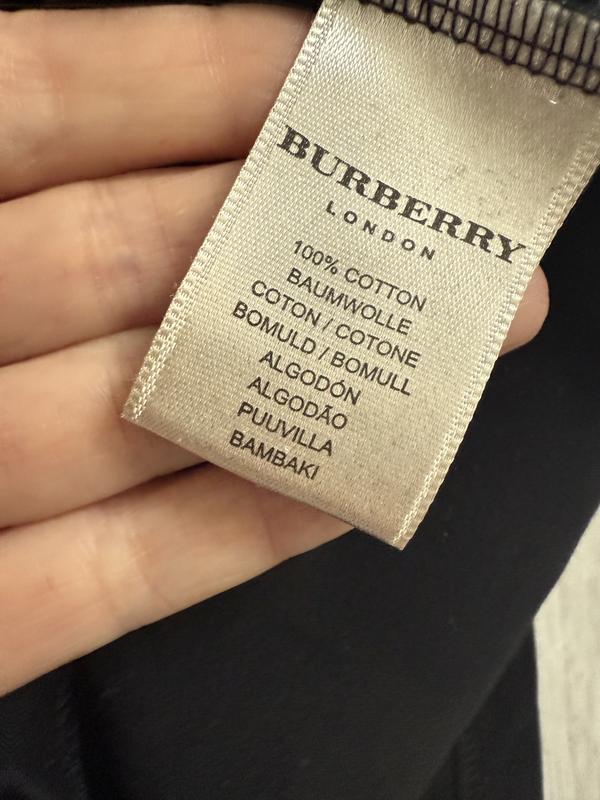 BURBERRY
LONDON
100% COTTON
BAUMWOLLE
COTON / COTONE
BOMULD / BOMULL
ALGODÓN
ALGODÃO
PUUVILLA
BAMBAKI